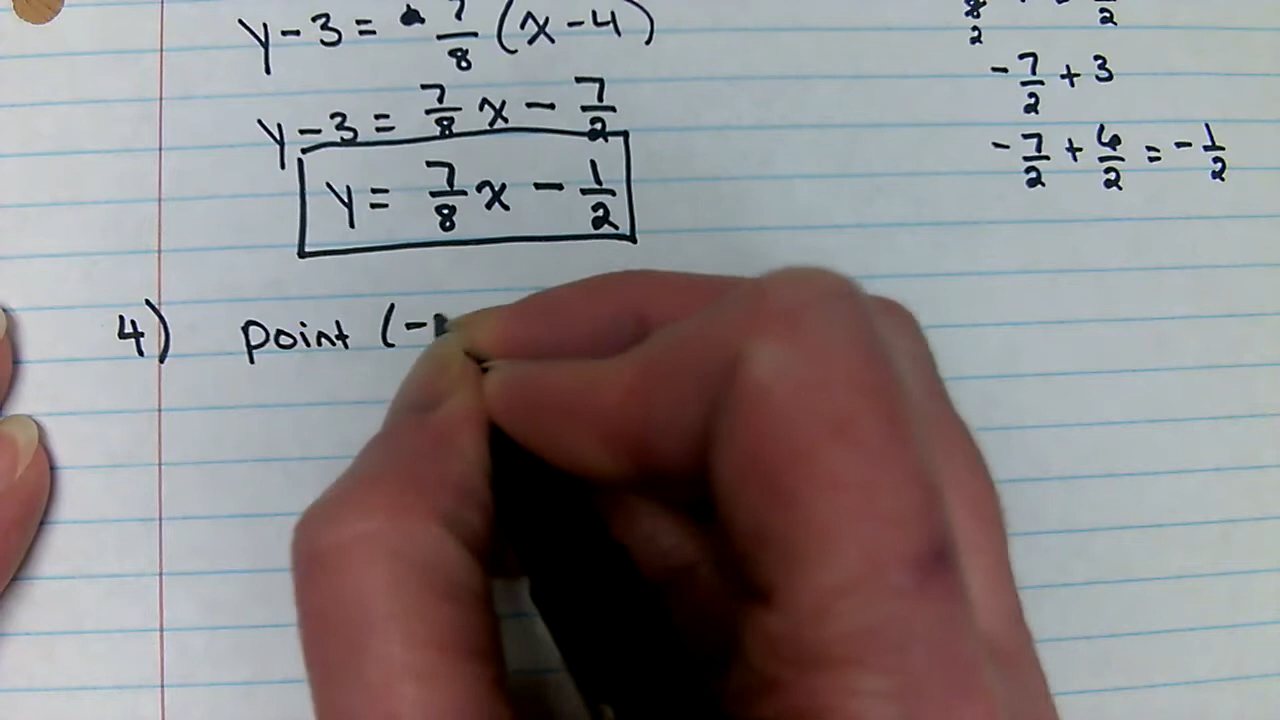 y-3 = 7/8 (x-4)
y-3 = 7/8 x - 7/2
y = 7/8 x - 1/2
-7/2 + 3
-7/2 + 6/2 = -1/2
4) point (-